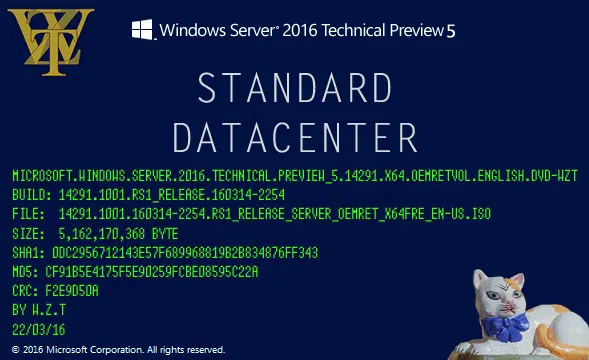 WZT
Windows Server® 2016 Technical Preview 5
STANDARD
DATACENTER
MICROSOFT.WINDOWS.SERVER.2016.TECHNICAL.PREVIEW_5.14291.X64.OEMRETVOL.ENGLISH.DVD-WZT
BUILD: 14291.1001.RS1_RELEASE.160314-2254
FILE: 14291.1001.160314-2254.RS1_RELEASE_SERVER_OEMRET_X64FRE_EN-US.ISO
SIZE: 5,162,170,368 BYTE
SHA1: 0DC2956712143E57F689968819B2B834876FF343
MD5: CF91B5E4175F5E90259FCBE08595C22A
CRC: F2E9D50A
BY W.Z.T
22/03/16
© 2016 Microsoft Corporation. All rights reserved.